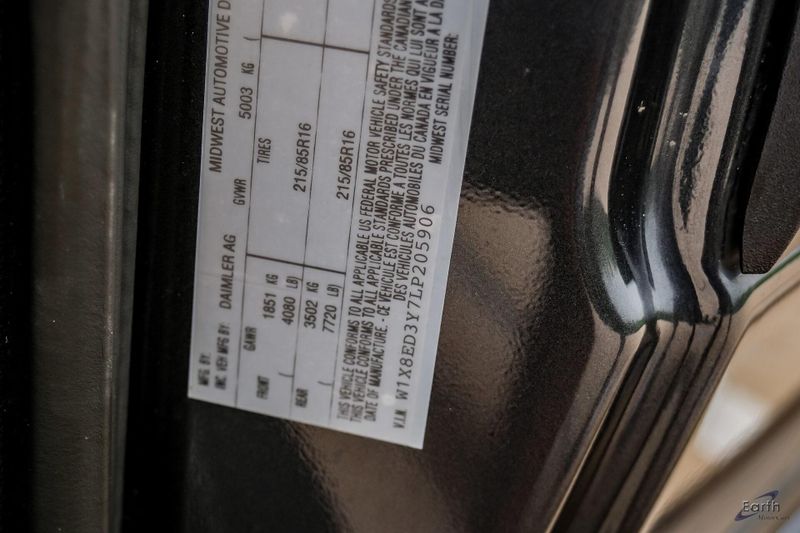 MFG. BY: MIDWEST AUTOMOTIVE D
INC. VEH MFG BY: DAIMLER AG GVWR 5003 KG (
GAWR TIRES
FRONT 1851 KG 215/85R16
( 4080 LB)
REAR 3502 KG 215/85R16
( 7720 LB)
THIS VEHICLE CONFORMS TO ALL APPLICABLE US FEDERAL MOTOR VEHICLE SAFETY STANDARDS
THIS VEHICLE CONFORMS TO ALL APPLICABLE STANDARDS PRESCRIBED UNDER THE CANADIAN
DATE OF MANUFACTURE. - CE VEHICULE EST CONFORME A TOUTES LES NORMES QUI LUI SONT A
DES VEHICULES AUTOMOBILES DU CANADA EN VIGUEUR A LA DA
V.I.N. W1X8ED3Y7LP205906 MIDWEST SERIAL NUMBER:
Earth